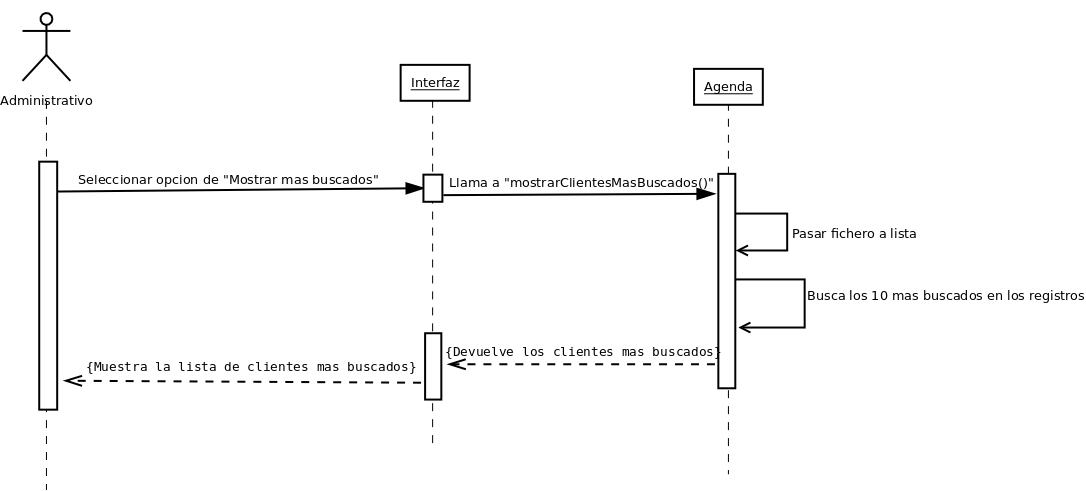 Administrativo
Interfaz
Agenda
Seleccionar opcion de "Mostrar mas buscados"
Llama a "mostrarClientesMasBuscados()"
Pasar fichero a lista
Busca los 10 mas buscados en los registros
{Devuelve los clientes mas buscados}
{Muestra la lista de clientes mas buscados}